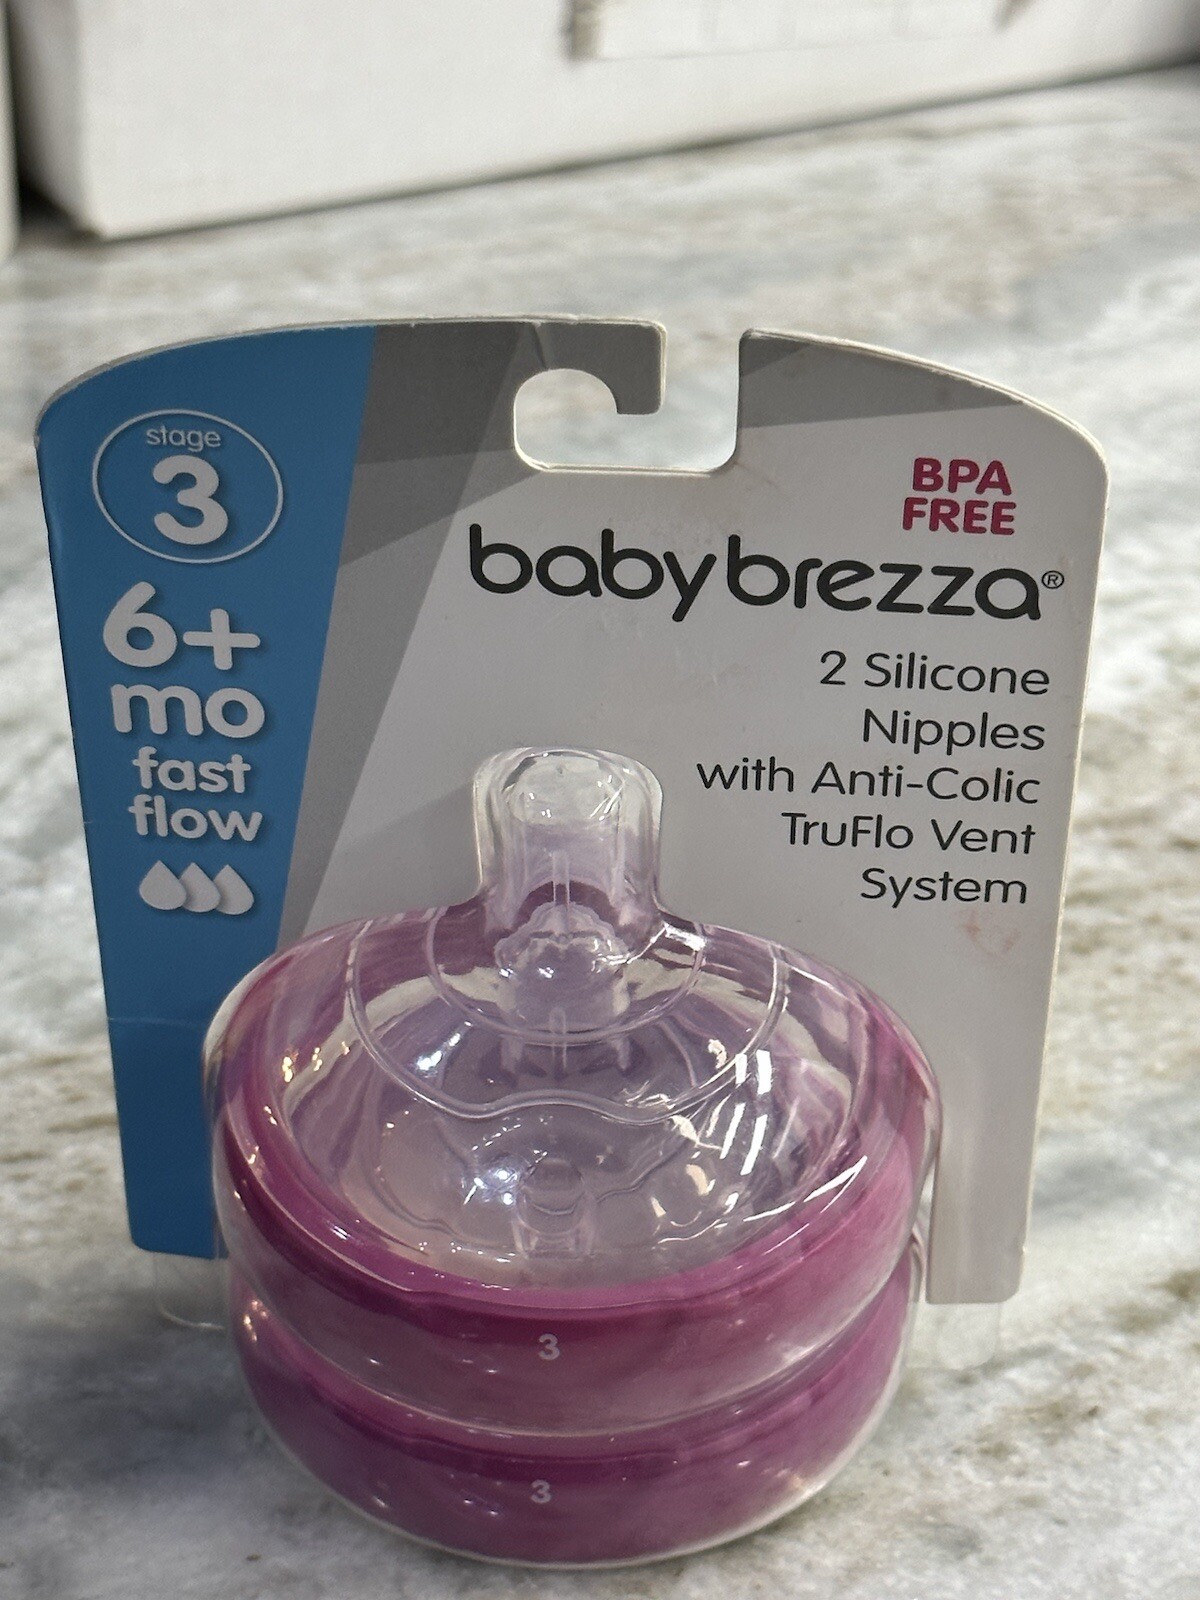 stage
3
6+
mo
fast
flow
BPA
FREE
babybrezza®
2 Silicone
Nipples
with Anti-Colic
TruFlo Vent
System
3
3